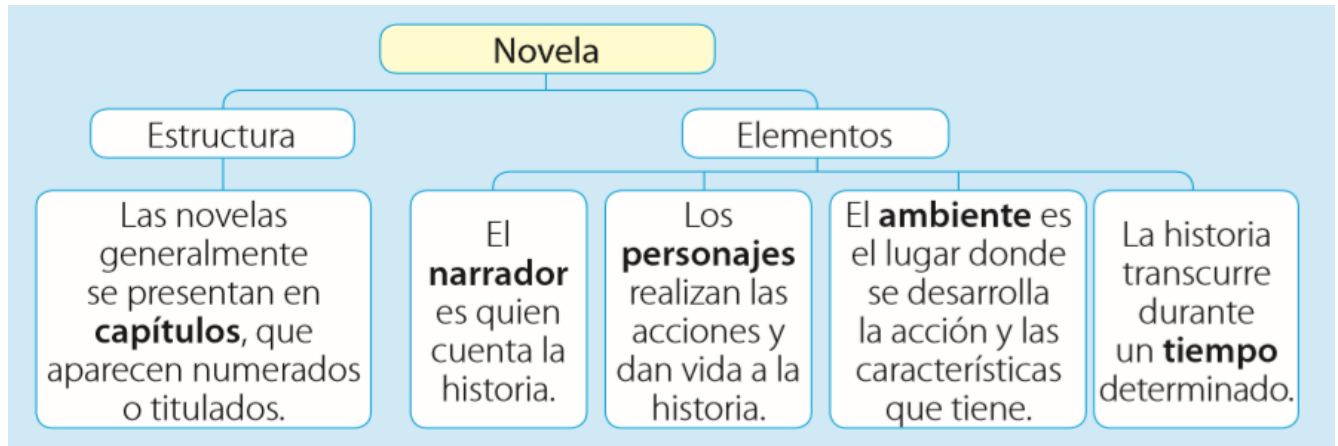 Novela
Estructura
Elementos
Las novelas
generalmente
se presentan en
capítulos, que
aparecen numerados
o titulados.
El
narrador
es quien
cuenta la
historia.
Los
personajes
realizan las
acciones y
dan vida a la
historia.
El ambiente es
el lugar donde
se desarrolla
la acción y las
características
que tiene.
La historia
transcurre
durante
un tiempo
determinado.